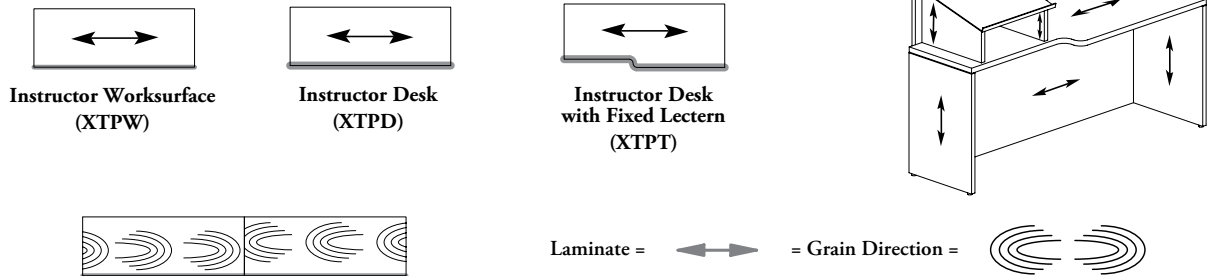 Instructor Worksurface
(XTPW)
Instructor Desk
(XTPD)
Instructor Desk
with Fixed Lectern
(XTPT)
Laminate = = Grain Direction =